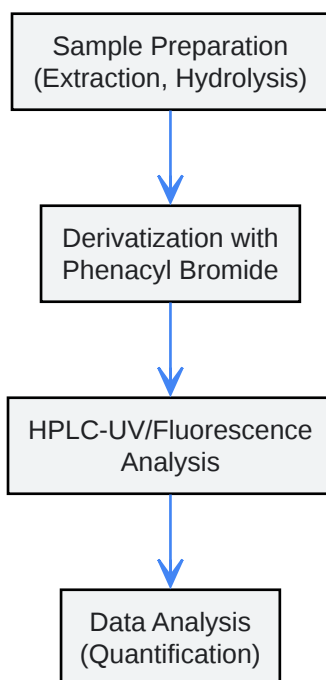 Sample Preparation
(Extraction, Hydrolysis)
Derivatization with
Phenacyl Bromide
HPLC-UV/Fluorescence
Analysis
Data Analysis
(Quantification)